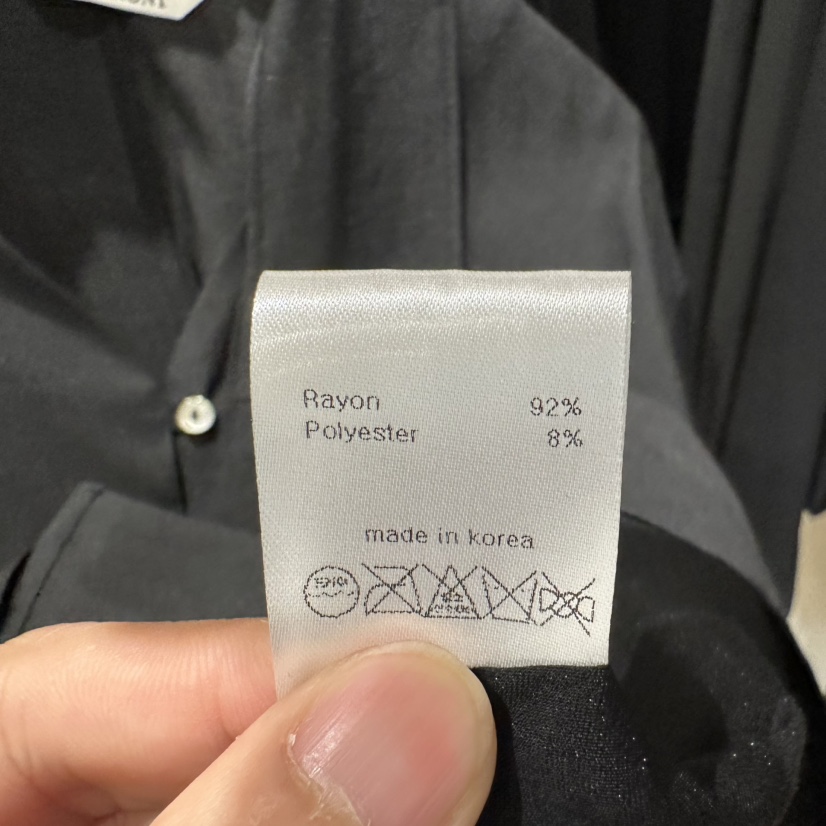 Rayon 92%
Polyester 8%
made in korea